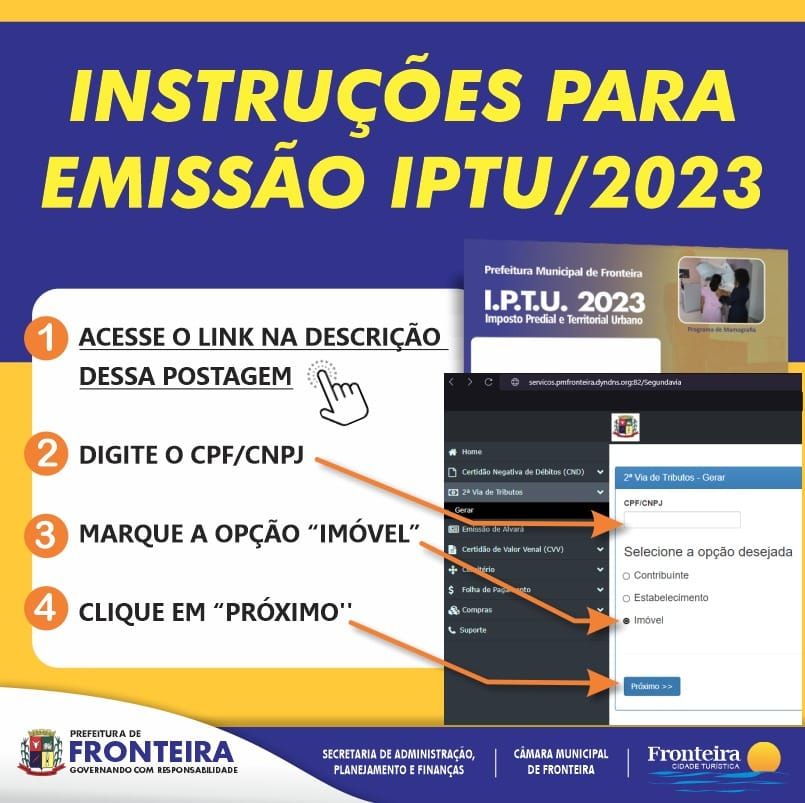 INSTRUÇÕES PARA
EMISSÃO IPTU/2023
Prefeitura Municipal de Fronteira
I.P.T.U. 2023
Imposto Predial e Territorial Urbano
Programa de Mamografia
1 ACESSE O LINK NA DESCRIÇÃO
DESSA POSTAGEM
2 DIGITE O CPF/CNPJ
3 MARQUE A OPÇÃO “IMÓVEL”
4 CLIQUE EM “PRÓXIMO''
servicos.pmfronteira.dyndns.org:82/Segundavia
Home
Certidão Negativa de Débitos (CND)
2ª Via de Tributos
Gerar
Emissão de Alvará
Certidão de Valor Venal (CVV)
Cemitério
Folha de Pagamento
Compras
Suporte
2ª Via de Tributos - Gerar
CPF/CNPJ
Selecione a opção desejada
Contribuinte
Estabelecimento
Imóvel
Próximo >>
PREFEITURA DE
FRONTEIRA
GOVERNANDO COM RESPONSABILIDADE
SECRETARIA DE ADMINISTRAÇÃO,
PLANEJAMENTO E FINANÇAS
CÂMARA MUNICIPAL
DE FRONTEIRA
Fronteira
CIDADE TURÍSTICA